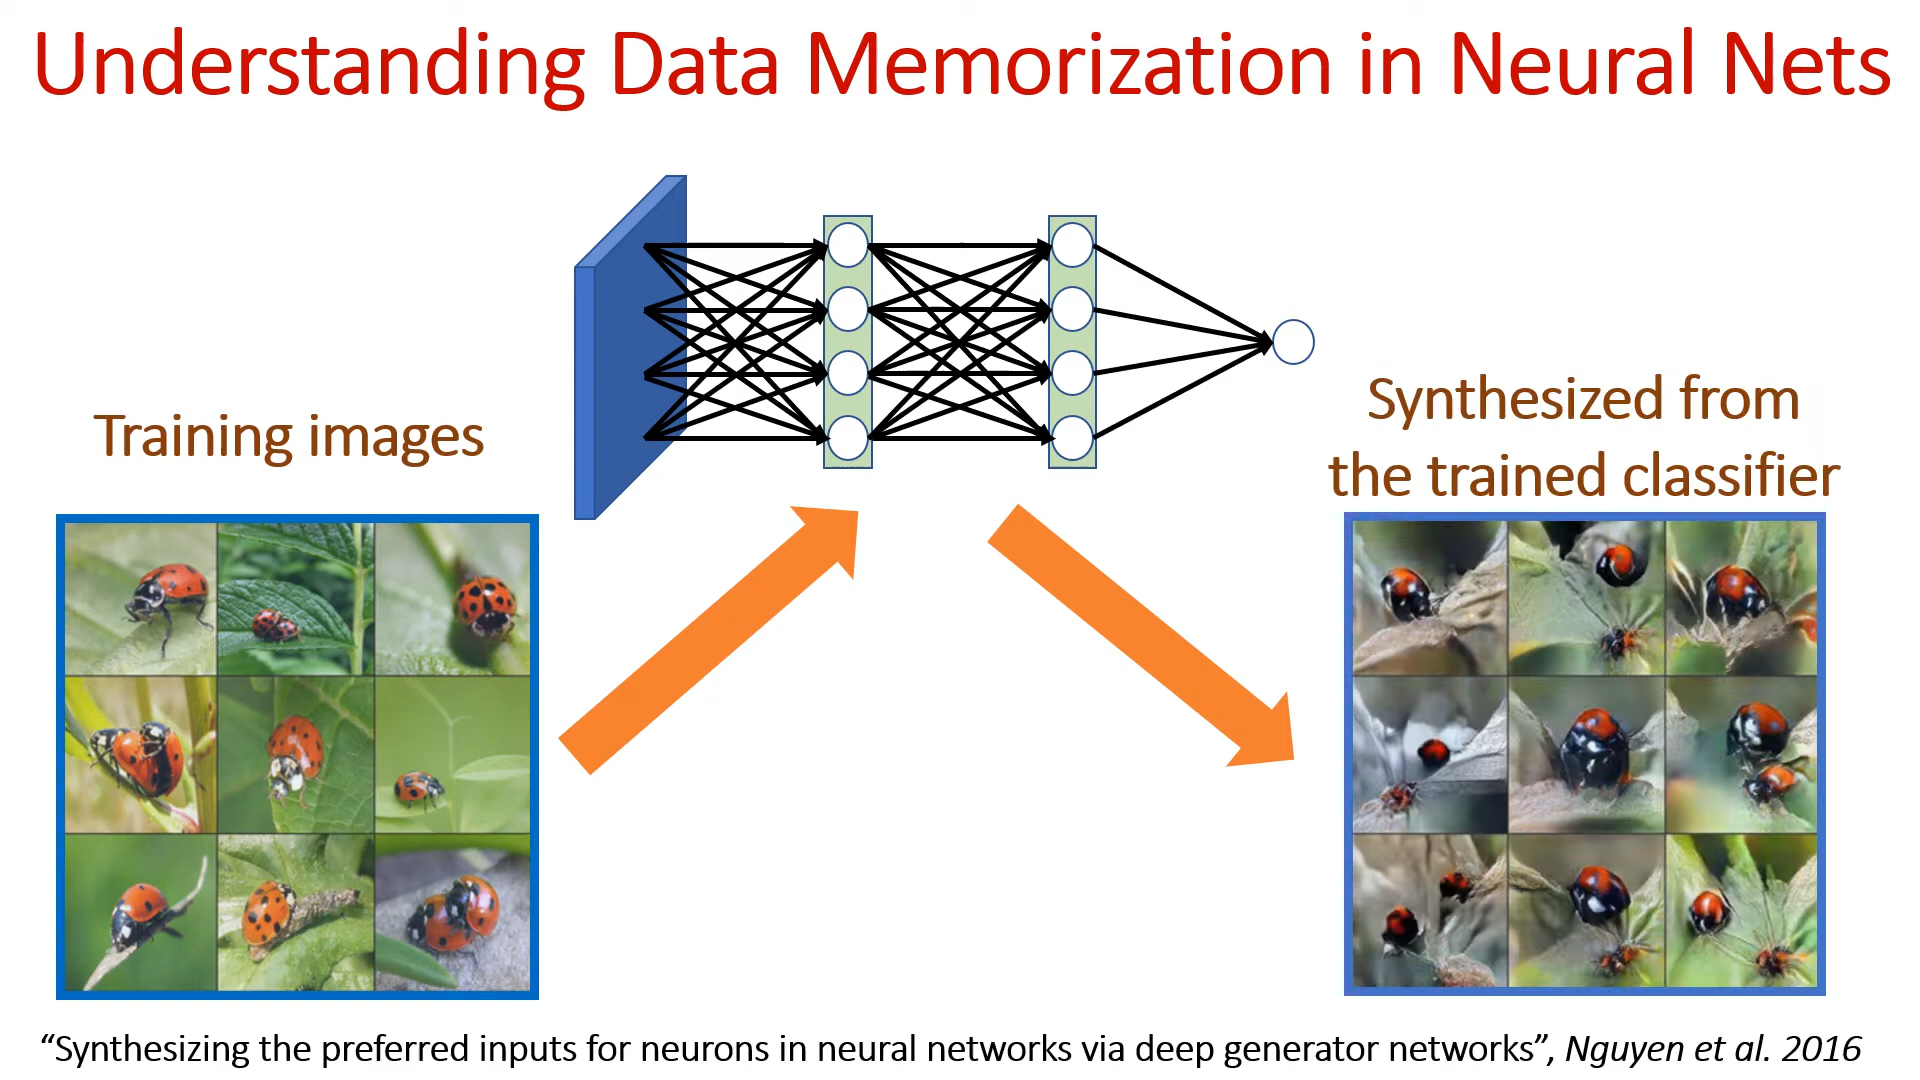 Understanding Data Memorization in Neural Nets
Training images
Synthesized from
the trained classifier
“Synthesizing the preferred inputs for neurons in neural networks via deep generator networks”, Nguyen et al. 2016